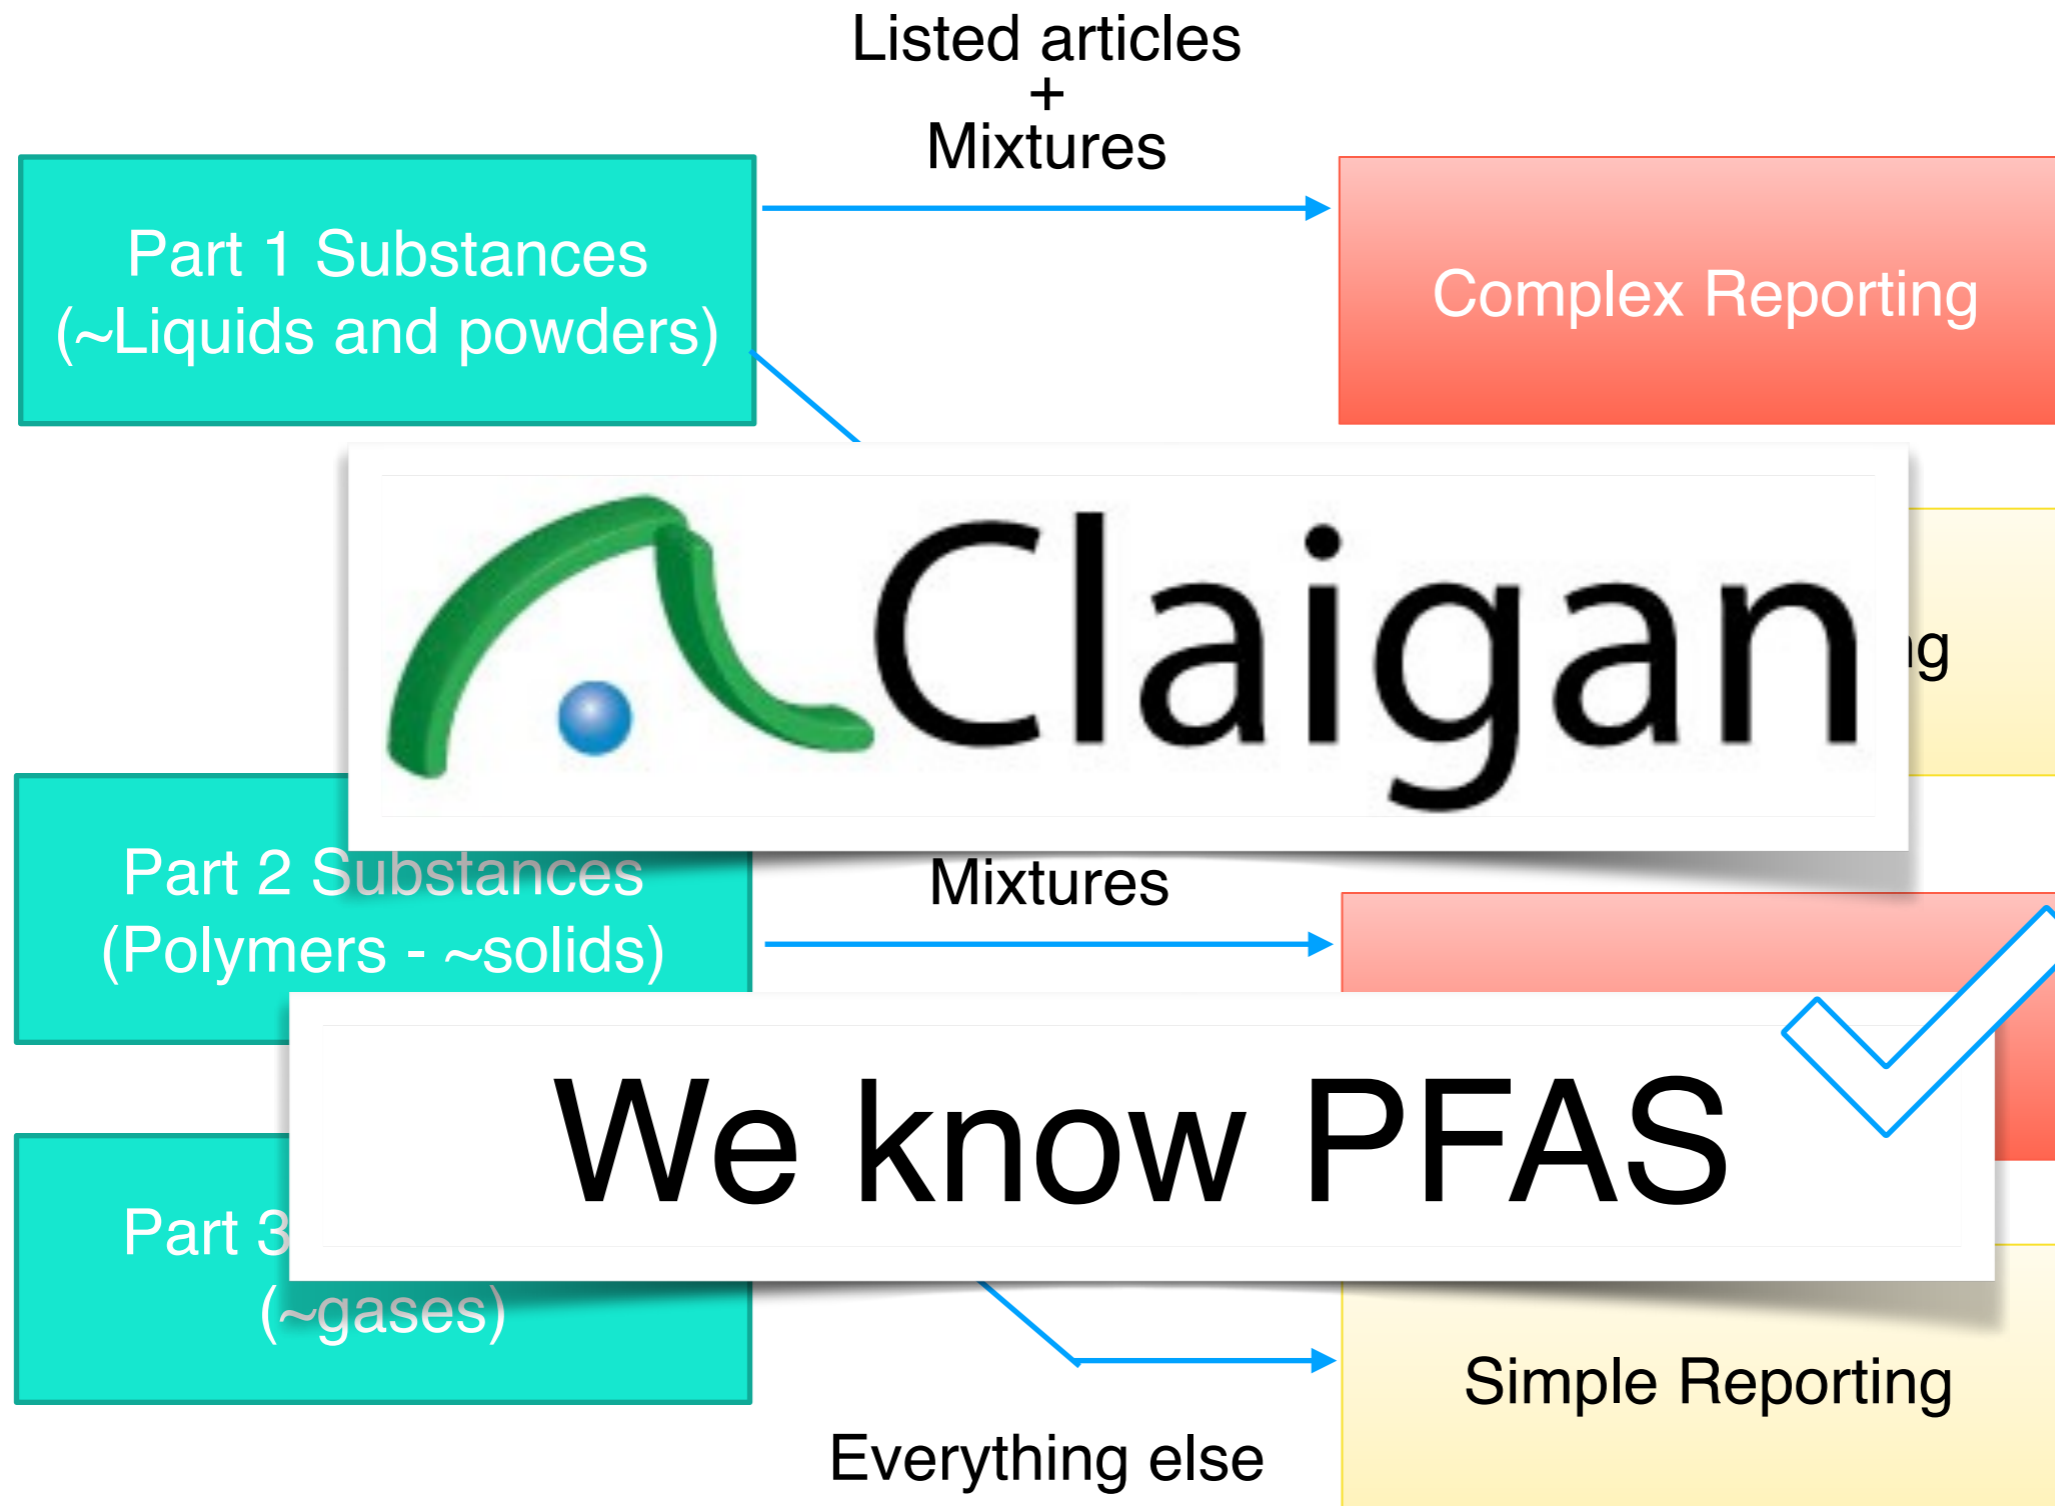 Listed articles
+
Mixtures
Part 1 Substances
(~Liquids and powders)
Complex Reporting
Claigan
Part 2 Substances
(Polymers - ~solids)
Mixtures
We know PFAS
Part 3
(~gases)
Simple Reporting
Everything else